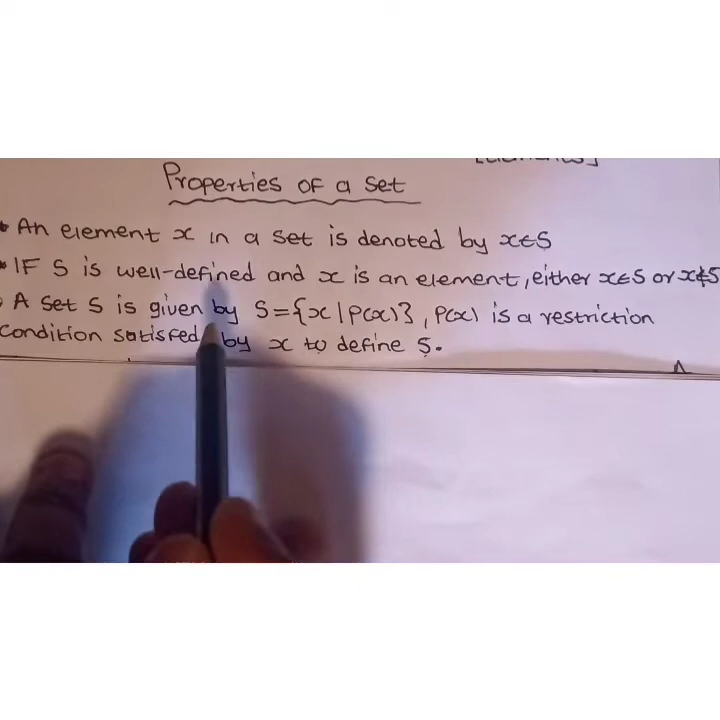 Properties OF a set
• An element x in a set is denoted by x∈S
• IF S is well-defined and x is an element, either x∈S or x∉S
• A set S is given by S={x|P(x)}, P(x) is a restriction
condition satisfed by x to define S.